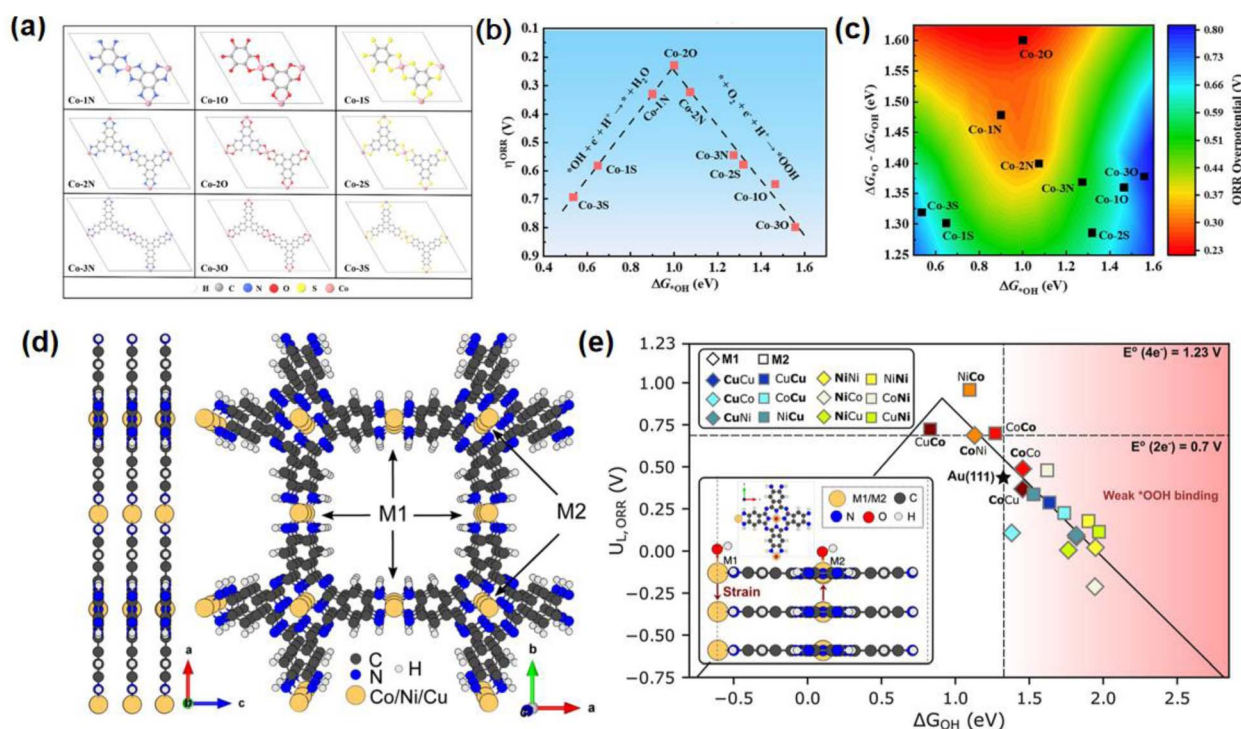 (a)
Co-1N
Co-1O
Co-1S
Co-2N
Co-2O
Co-2S
Co-3N
Co-3O
Co-3S
H C N O S Co
(b)
0.1
0.2
0.3
0.4
0.5
0.6
0.7
0.8
0.9
η^ORR (V)
*OH + e⁻ + H⁺ → * + H₂O
* + O₂ + e⁻ + H⁺ → *OOH
Co-2O
Co-1N
Co-2N
Co-1S
Co-3N
Co-2S
Co-3S
Co-1O
Co-3O
0.4 0.6 0.8 1.0 1.2 1.4 1.6
ΔG*OH (eV)
(c)
1.60
1.55
1.50
1.45
1.40
1.35
1.30
1.25
ΔG*O - ΔG*OH (eV)
Co-2O
Co-1N
Co-2N
Co-3N
Co-3O
Co-1O
Co-3S
Co-1S
Co-2S
0.6 0.8 1.0 1.2 1.4 1.6
ΔG*OH (eV)
0.80
0.70
0.60
0.50
0.40
0.30
0.23
ORR Overpotential (V)
(d)
M1
M2
C
N
H
Co/Ni/Cu
a
c
b
a
(e)
1.23
1.00
0.75
0.50
0.25
0.00
-0.25
-0.50
-0.75
U_L,ORR (V)
M1 M2
CuCu CuCu NiNi NiNi
CuCo CoCu NiCo CoNi
CuNi NiCu NiCu CuNi
E° (4e⁻) = 1.23 V
NiCo
CuCo
CoNi
CoCo
E° (2e⁻) = 0.7 V
CoCo
Au(111)
CoCu
Weak *OOH binding
M1/M2 C
N O H
M1
M2
Strain
-0.5 0.0 0.5 1.0 1.5 2.0 2.5
ΔG_OH (eV)